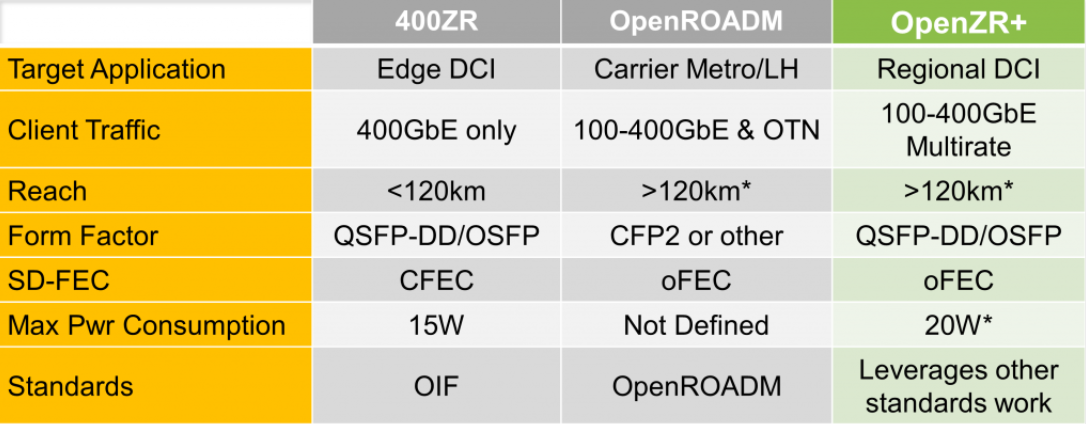 400ZR OpenROADM OpenZR+
Target Application Edge DCI Carrier Metro/LH Regional DCI
Client Traffic 400GbE only 100-400GbE & OTN 100-400GbE
Multirate
Reach <120km >120km* >120km*
Form Factor QSFP-DD/OSFP CFP2 or other QSFP-DD/OSFP
SD-FEC CFEC oFEC oFEC
Max Pwr Consumption 15W Not Defined 20W*
Standards OIF OpenROADM Leverages other
standards work